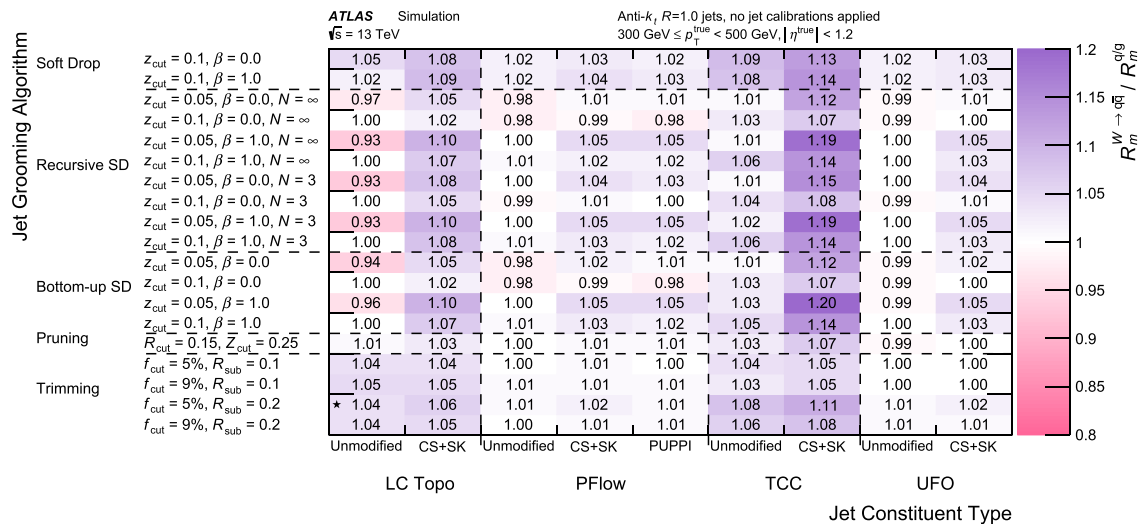 ATLAS Simulation
√s = 13 TeV
Anti-kₜ R=1.0 jets, no jet calibrations applied
300 GeV ≤ p_T^true < 500 GeV, |η^true| < 1.2
Jet Grooming Algorithm
Soft Drop z_cut = 0.1, β = 0.0 1.05 1.08 1.02 1.03 1.02 1.09 1.13 1.02 1.03
z_cut = 0.1, β = 1.0 1.02 1.09 1.02 1.04 1.03 1.08 1.14 1.02 1.03
z_cut = 0.05, β = 0.0, N = ∞ 0.97 1.05 0.98 1.01 1.01 1.01 1.12 0.99 1.01
z_cut = 0.1, β = 0.0, N = ∞ 1.00 1.02 0.98 0.99 0.98 1.03 1.07 0.99 1.00
z_cut = 0.05, β = 1.0, N = ∞ 0.93 1.10 1.00 1.05 1.05 1.01 1.19 1.00 1.05
Recursive SD z_cut = 0.1, β = 1.0, N = ∞ 1.00 1.07 1.01 1.02 1.02 1.06 1.14 1.00 1.03
z_cut = 0.05, β = 0.0, N = 3 0.93 1.08 1.00 1.04 1.03 1.01 1.15 1.00 1.04
z_cut = 0.1, β = 0.0, N = 3 1.00 1.05 0.99 1.01 1.00 1.04 1.08 0.99 1.01
z_cut = 0.05, β = 1.0, N = 3 0.93 1.10 1.00 1.05 1.05 1.02 1.19 1.00 1.05
z_cut = 0.1, β = 1.0, N = 3 1.00 1.08 1.01 1.03 1.02 1.06 1.14 1.00 1.03
z_cut = 0.05, β = 0.0 0.94 1.05 0.98 1.02 1.01 1.01 1.12 0.99 1.02
Bottom-up SD z_cut = 0.1, β = 0.0 1.00 1.02 0.98 0.99 0.98 1.03 1.07 0.99 1.00
z_cut = 0.05, β = 1.0 0.96 1.10 1.00 1.05 1.05 1.02 1.20 0.99 1.05
z_cut = 0.1, β = 1.0 1.00 1.07 1.01 1.03 1.02 1.05 1.14 1.00 1.03
Pruning R_cut = 0.15, Z_cut = 0.25 1.01 1.03 1.00 1.01 1.01 1.03 1.07 0.99 1.00
f_cut = 5%, R_sub = 0.1 1.04 1.04 1.00 1.01 1.00 1.04 1.05 1.00 1.00
Trimming f_cut = 9%, R_sub = 0.1 1.05 1.05 1.01 1.01 1.01 1.03 1.05 1.00 1.00
f_cut = 5%, R_sub = 0.2 ★ 1.04 1.06 1.01 1.02 1.01 1.08 1.11 1.01 1.02
f_cut = 9%, R_sub = 0.2 1.04 1.05 1.00 1.01 1.01 1.06 1.08 1.01 1.01
Unmodified CS+SK Unmodified CS+SK PUPPI Unmodified CS+SK Unmodified CS+SK
LC Topo PFlow TCC UFO
Jet Constituent Type
1.2
1.15
1.1
1.05
1
0.95
0.9
0.85
0.8
R_m^{W → qq̄} / R_m^{q/g}